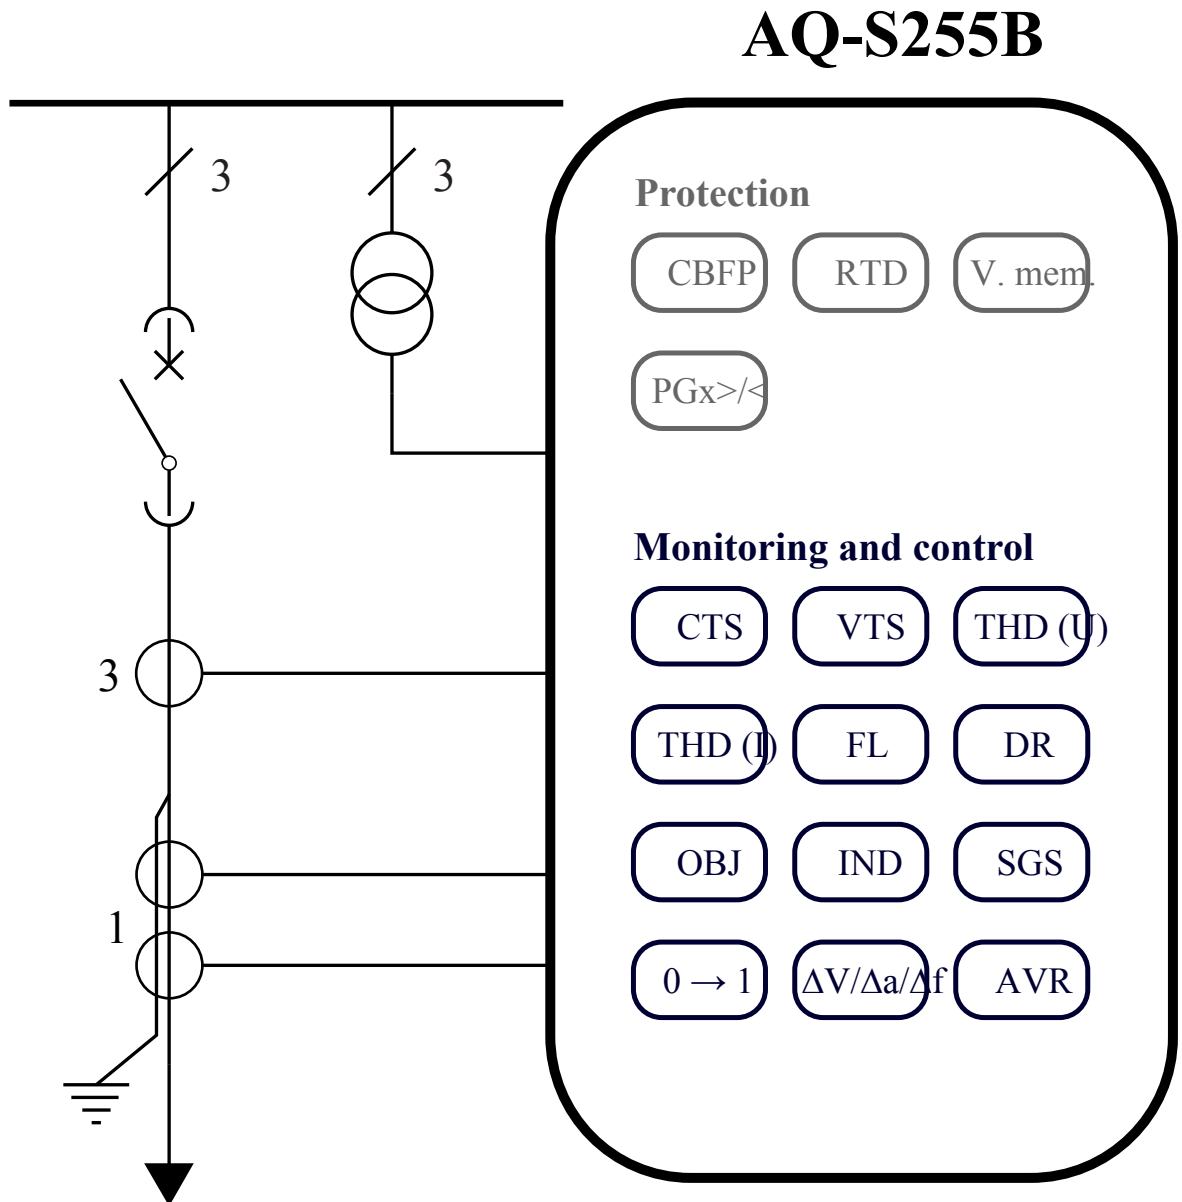 AQ-S255B
3 3
Protection
CBFP RTD V. mem.
PGx>/<
Monitoring and control
CTS VTS THD (U)
3
THD (I) FL DR
OBJ IND SGS
1
0 → 1 ΔV/Δa/Δf AVR